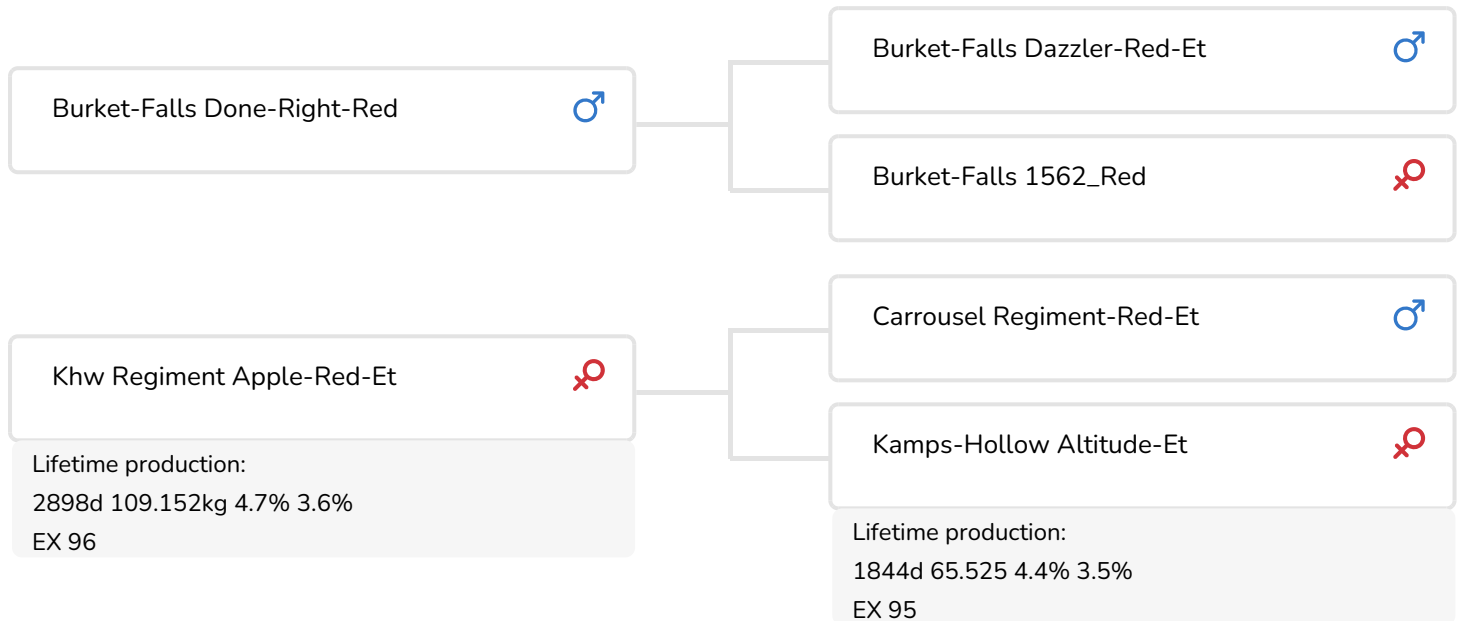 Burket-Falls Dazzler-Red-Et
Burket-Falls Done-Right-Red
Burket-Falls 1562_Red
Carrousel Regiment-Red-Et
Khw Regiment Apple-Red-Et
Lifetime production:
2898d 109.152kg 4.7% 3.6%
EX 96
Kamps-Hollow Altitude-Et
Lifetime production:
1844d 65.525 4.4% 3.5%
EX 95